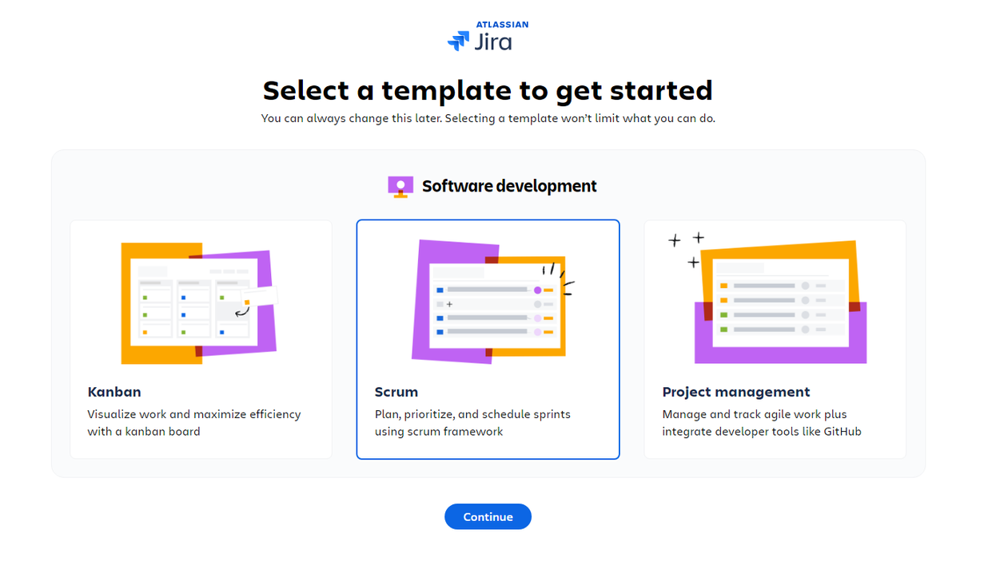 ATLASSIAN
Jira
Select a template to get started
You can always change this later. Selecting a template won’t limit what you can do.
Software development
Kanban
Visualize work and maximize efficiency
with a kanban board
Scrum
Plan, prioritize, and schedule sprints
using scrum framework
Project management
Manage and track agile work plus
integrate developer tools like GitHub
Continue